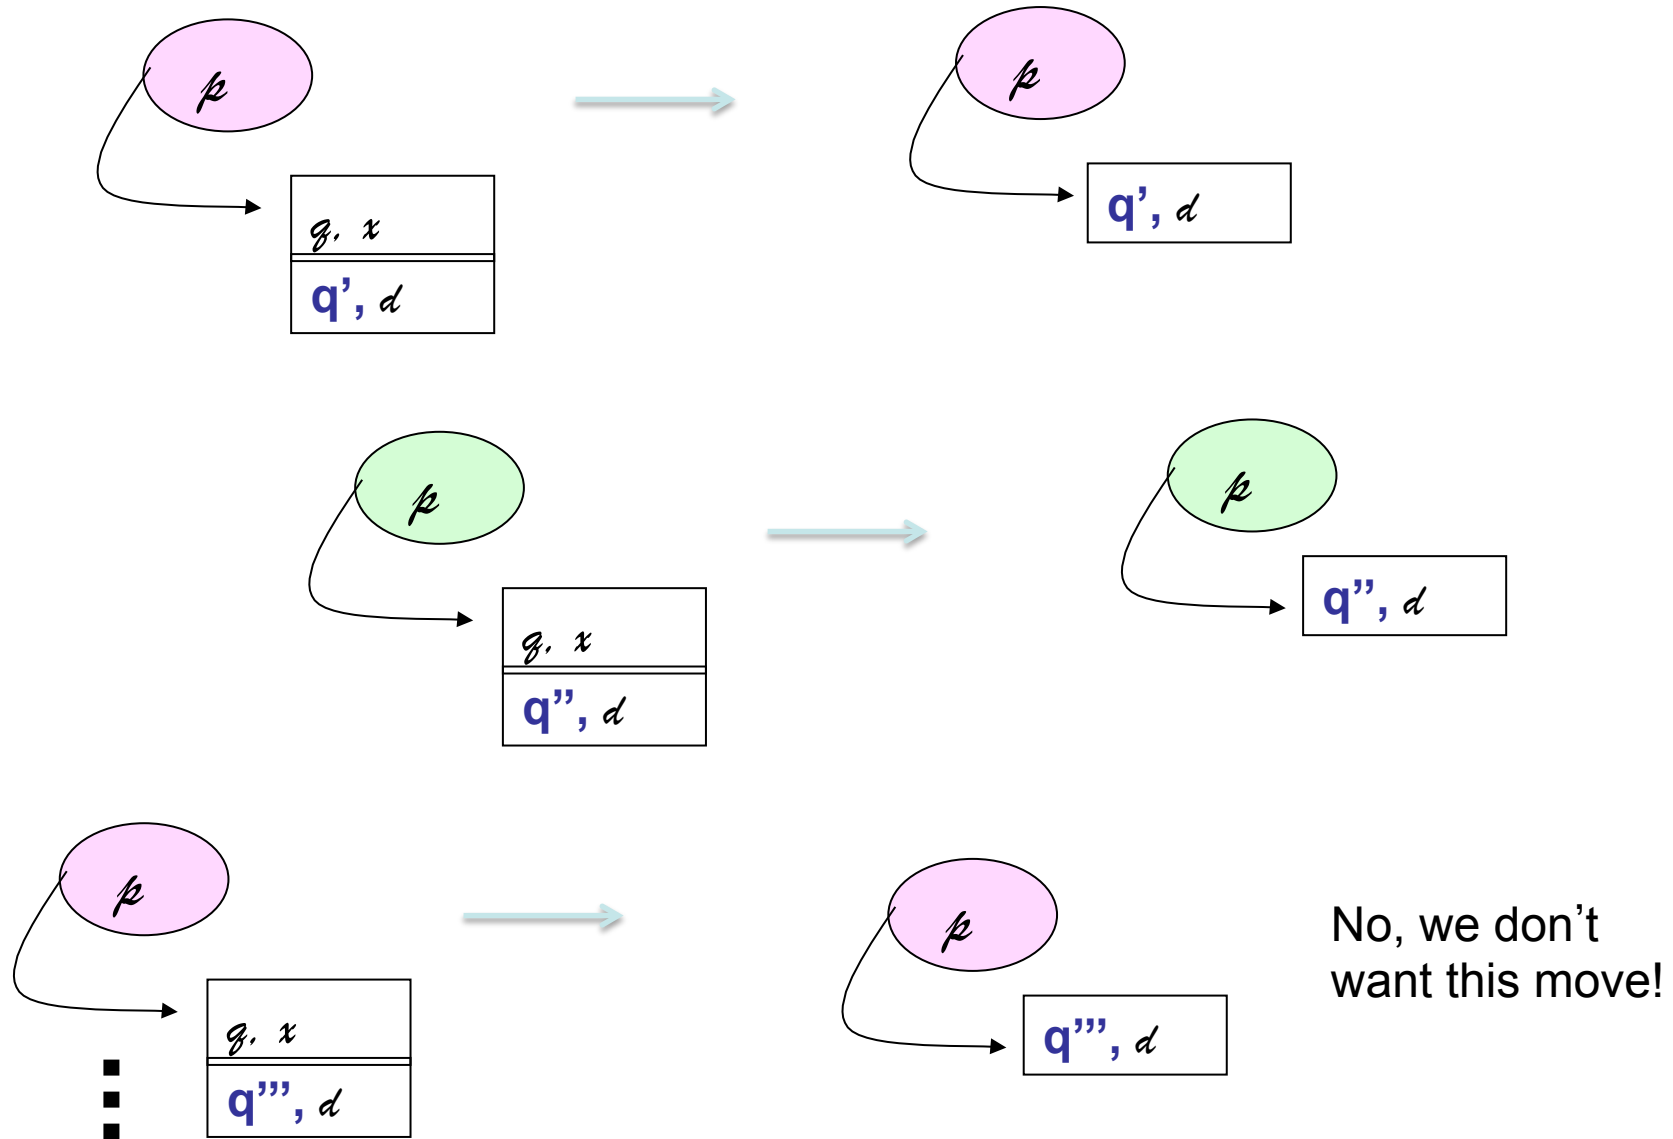 p
p
q, x
q’, d
q’, d
p
p
q, x
q’’, d
q’’, d
p
p
No, we don’t
want this move!
q, x
q’’’, d
q’’’, d